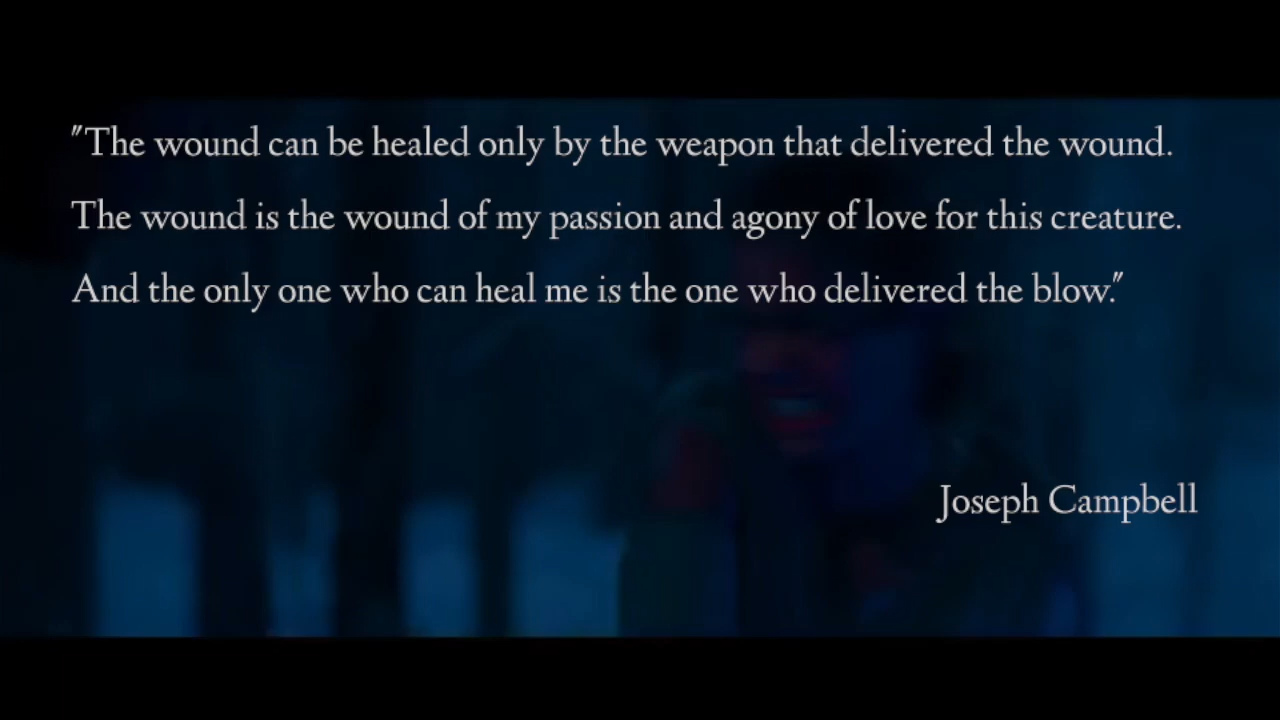 "The wound can be healed only by the weapon that delivered the wound.
The wound is the wound of my passion and agony of love for this creature.
And the only one who can heal me is the one who delivered the blow."
Joseph Campbell